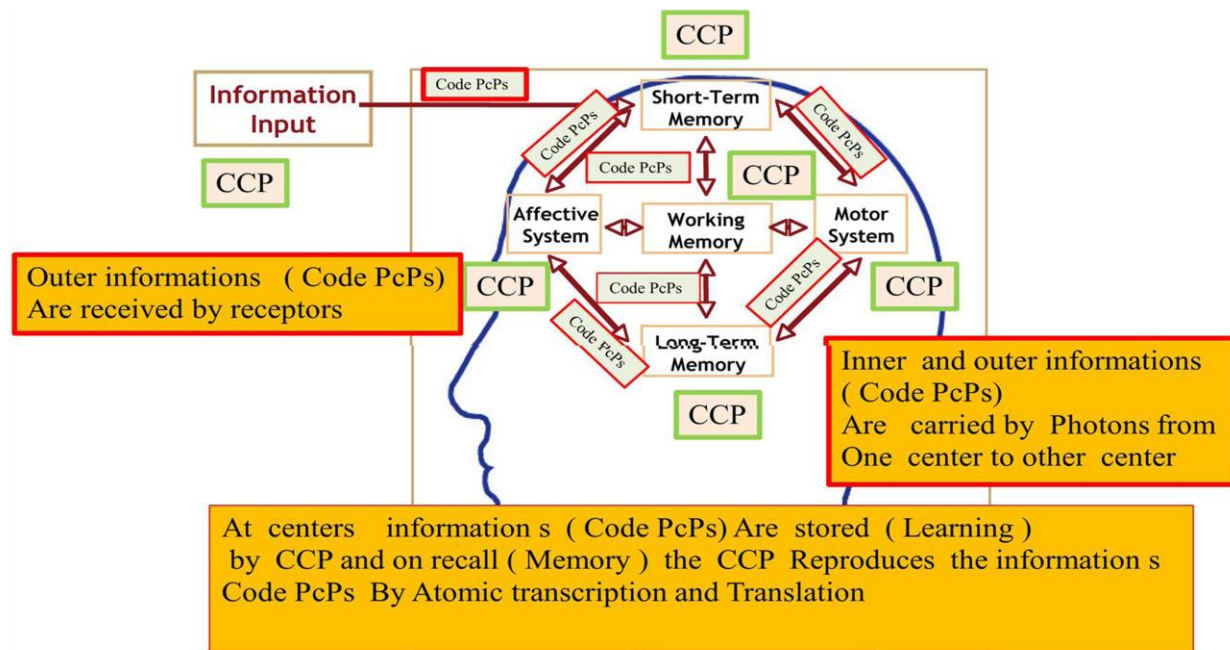 CCP
Code PcPs
Information
Input
Short-Term
Memory
Code PcPs
Code PcPs
Code PcPs
CCP
CCP
Affective
System
Working
Memory
Motor
System
Outer informations ( Code PcPs)
Are received by receptors
CCP
Code PcPs
Code PcPs
CCP
Code PcPs
Long-Term
Memory
CCP
Inner and outer informations
( Code PcPs)
Are carried by Photons from
One center to other center
At centers information s ( Code PcPs) Are stored ( Learning )
by CCP and on recall ( Memory ) the CCP Reproduces the information s
Code PcPs By Atomic transcription and Translation